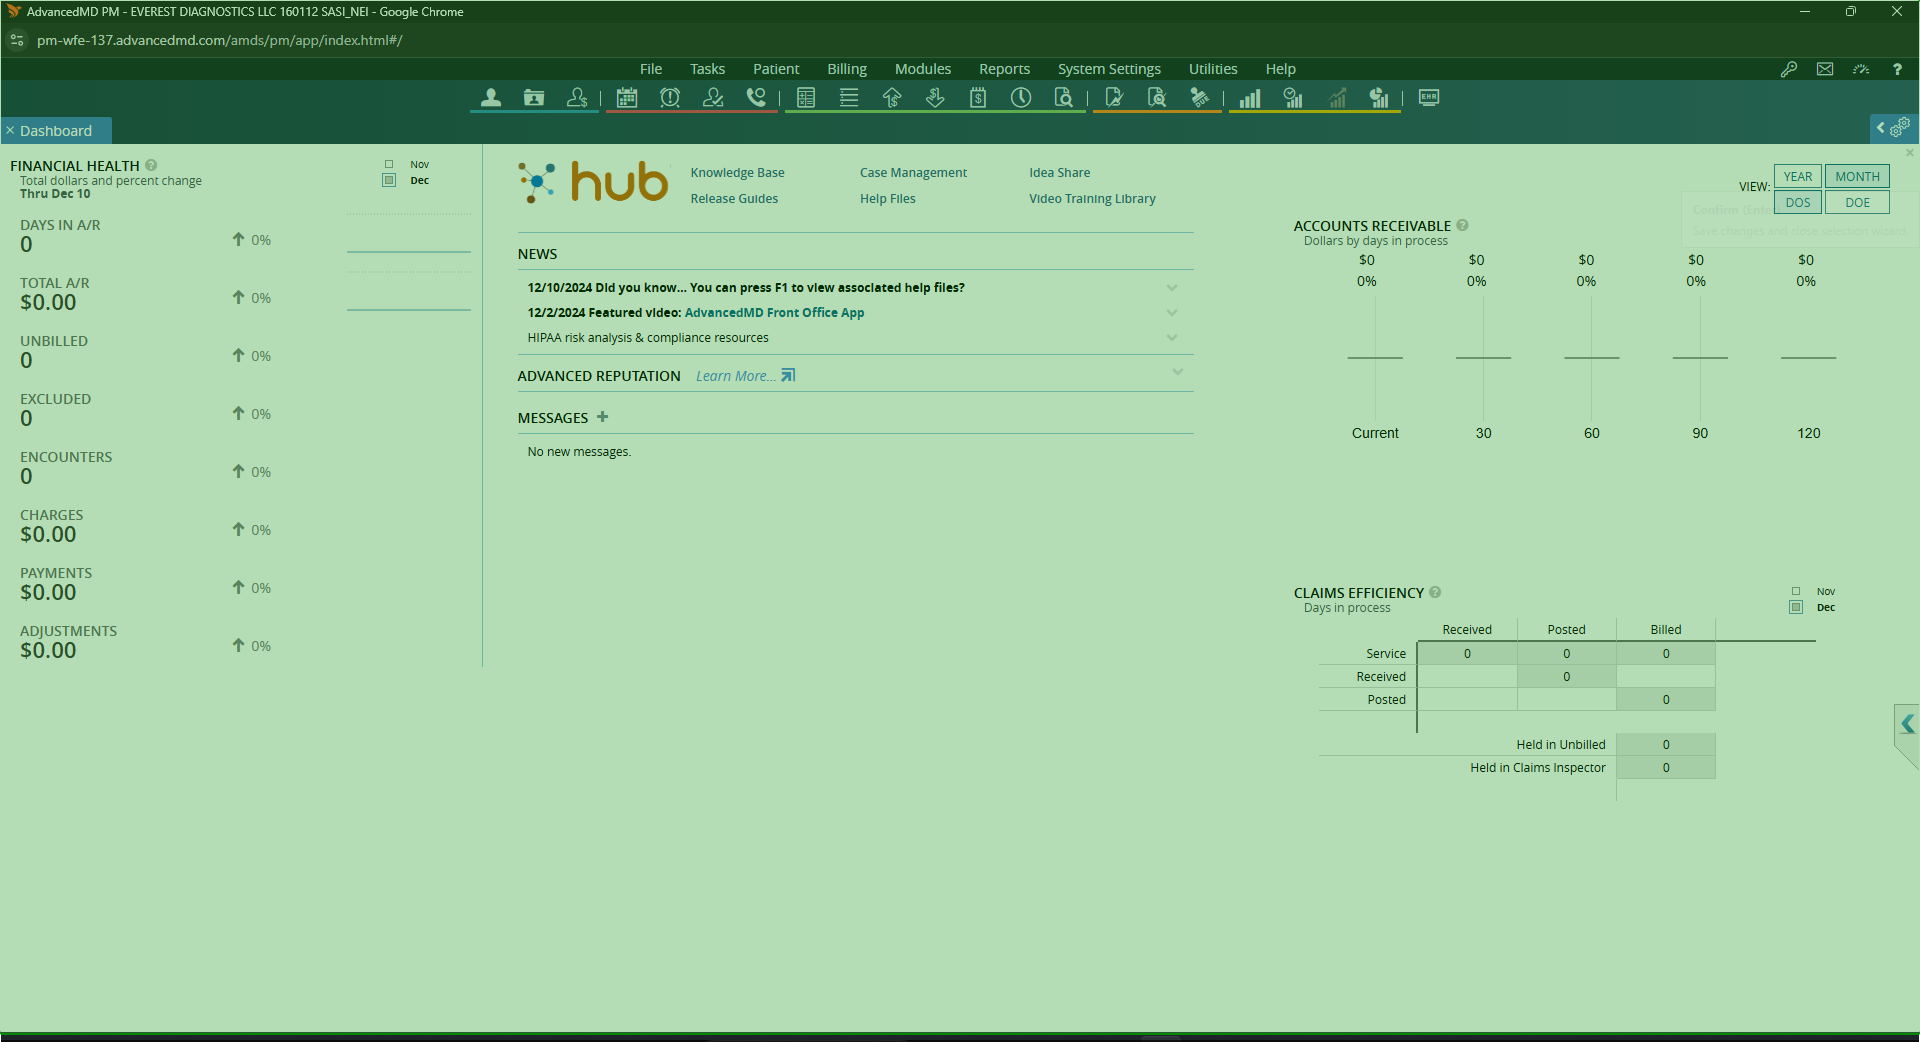 AdvancedMD PM - EVEREST DIAGNOSTICS LLC 160112 SASI_NEI - Google Chrome
pm-wfe-137.advancedmd.com/amds/pm/app/index.html#/
File Tasks Patient Billing Modules Reports System Settings Utilities Help
EHR
Dashboard
FINANCIAL HEALTH
Total dollars and percent change
Thru Dec 10
Nov
Dec
DAYS IN A/R
0
0%
TOTAL A/R
$0.00
0%
UNBILLED
0
0%
EXCLUDED
0
0%
ENCOUNTERS
0
0%
CHARGES
$0.00
0%
PAYMENTS
$0.00
0%
ADJUSTMENTS
$0.00
0%
hub
Knowledge Base Case Management Idea Share
Release Guides Help Files Video Training Library
NEWS
12/10/2024 Did you know... You can press F1 to view associated help files?
12/2/2024 Featured video: AdvancedMD Front Office App
HIPAA risk analysis & compliance resources
ADVANCED REPUTATION Learn More...
MESSAGES +
No new messages.
VIEW: YEAR MONTH
DOS DOE
Confirm (Enter)
Save changes and close selection wizard
ACCOUNTS RECEIVABLE
Dollars by days in process
$0 $0 $0 $0 $0
0% 0% 0% 0% 0%
Current 30 60 90 120
CLAIMS EFFICIENCY
Days in process
Nov
Dec
Received Posted Billed
Service 0 0 0
Received 0
Posted 0
Held in Unbilled 0
Held in Claims Inspector 0